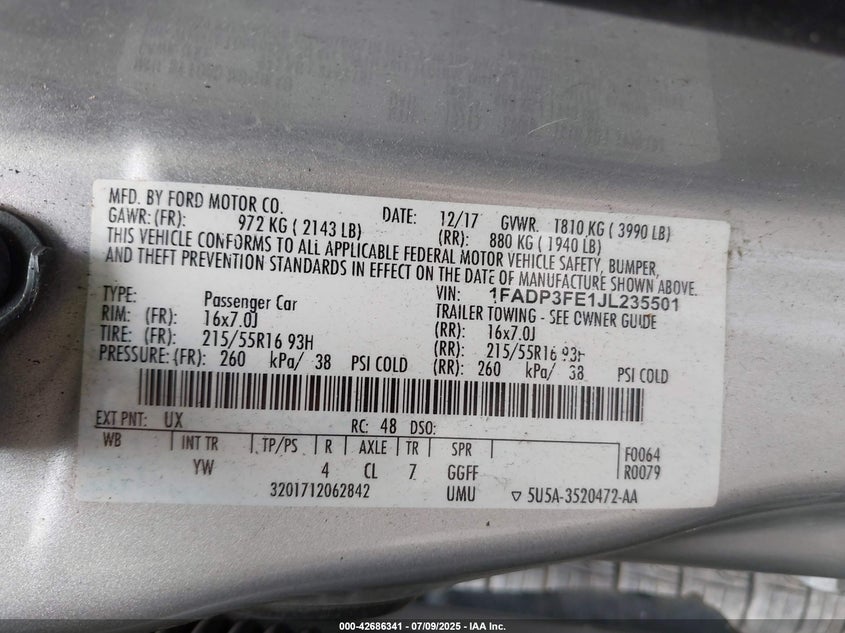 MFD. BY FORD MOTOR CO. DATE: 12/17 GVWR. 1810 KG ( 3990 LB)
GAWR: (FR): 972 KG ( 2143 LB) (RR): 880 KG ( 1940 LB)
THIS VEHICLE CONFORMS TO ALL APPLICABLE FEDERAL MOTOR VEHICLE SAFETY, BUMPER,
AND THEFT PREVENTION STANDARDS IN EFFECT ON THE DATE OF MANUFACTURE SHOWN ABOVE.
TYPE: Passenger Car VIN: 1FADP3FE1JL235501
TRAILER TOWING - SEE OWNER GUIDE
RIM: (FR): 16x7.0J (RR): 16x7.0J
TIRE: (FR): 215/55R16 93H (RR): 215/55R16 93H
PRESSURE: (FR): 260 kPa/ 38 PSI COLD (RR): 260 kPa/ 38 PSI COLD
EXT PNT: UX RC: 48 DSO:
WB INT TR TP/PS R AXLE TR SPR F0064
YW 4 CL 7 GGFF R0079
3201712062842 UMU ▽ 5U5A-3520472-AA
000-42686341 / 07/09/2025 - IAA Inc.